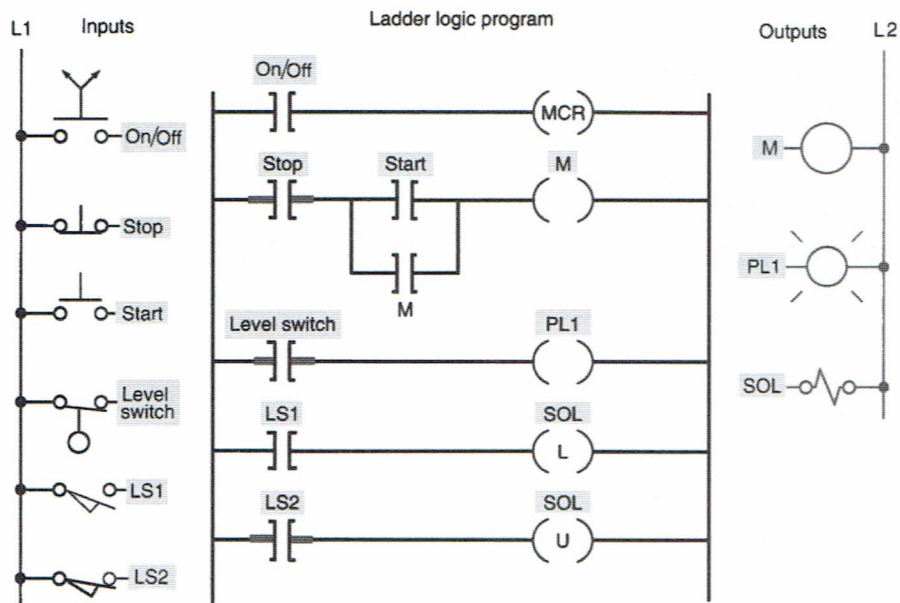 Ladder logic program
L1 Inputs
Outputs L2
On/Off
Stop
Start
Level
switch
LS1
LS2
On/Off
MCR
Stop Start M
M
Level switch PL1
LS1 SOL
L
LS2 SOL
U
M
PL1
SOL